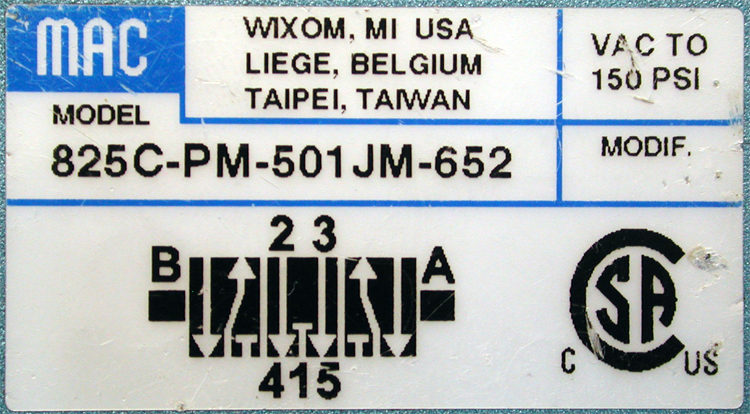 MAC
WIXOM, MI USA
LIEGE, BELGIUM
TAIPEI, TAIWAN
VAC TO
150 PSI
MODEL
825C-PM-501JM-652
MODIF.
2 3
B A
415
C SA US